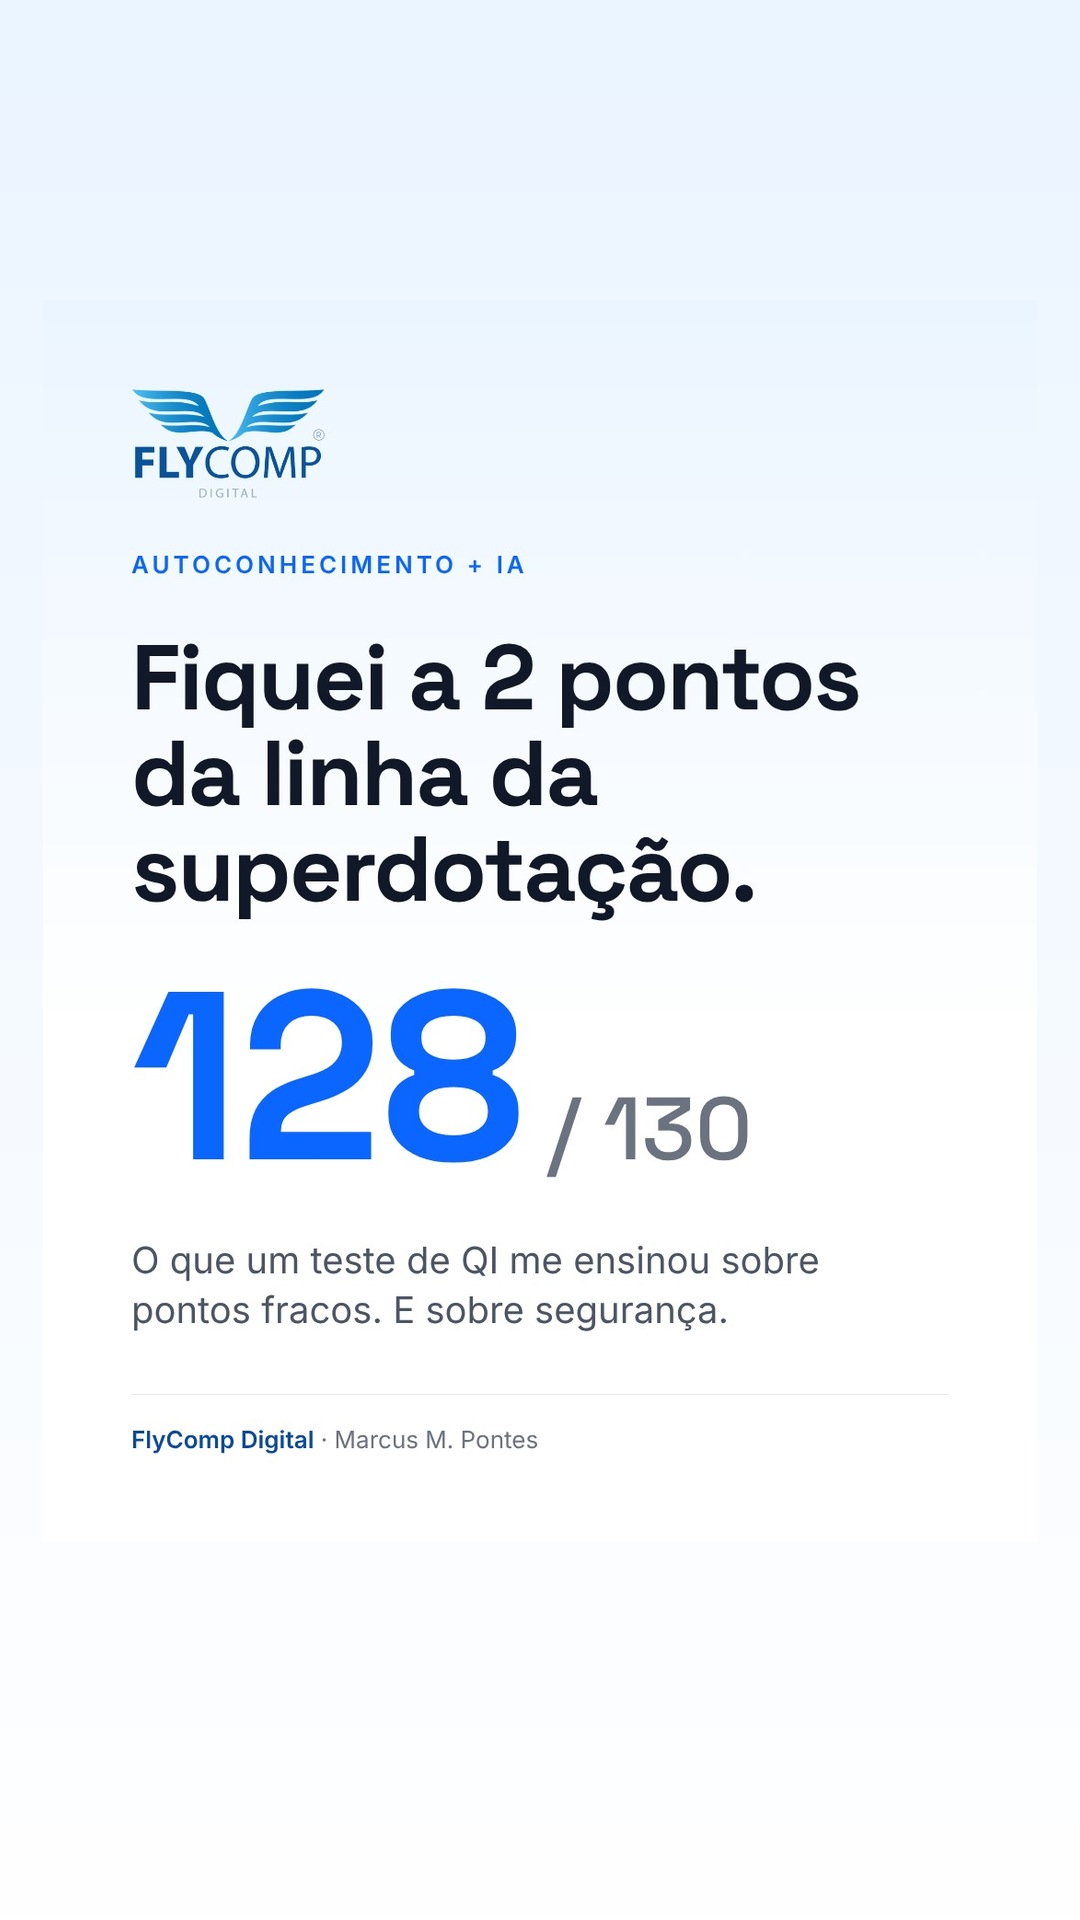 FLYCOMP
®
DIGITAL
AUTOCONHECIMENTO + IA
Fiquei a 2 pontos
da linha da
superdotação.
128 / 130
O que um teste de QI me ensinou sobre
pontos fracos. E sobre segurança.
FlyComp Digital · Marcus M. Pontes